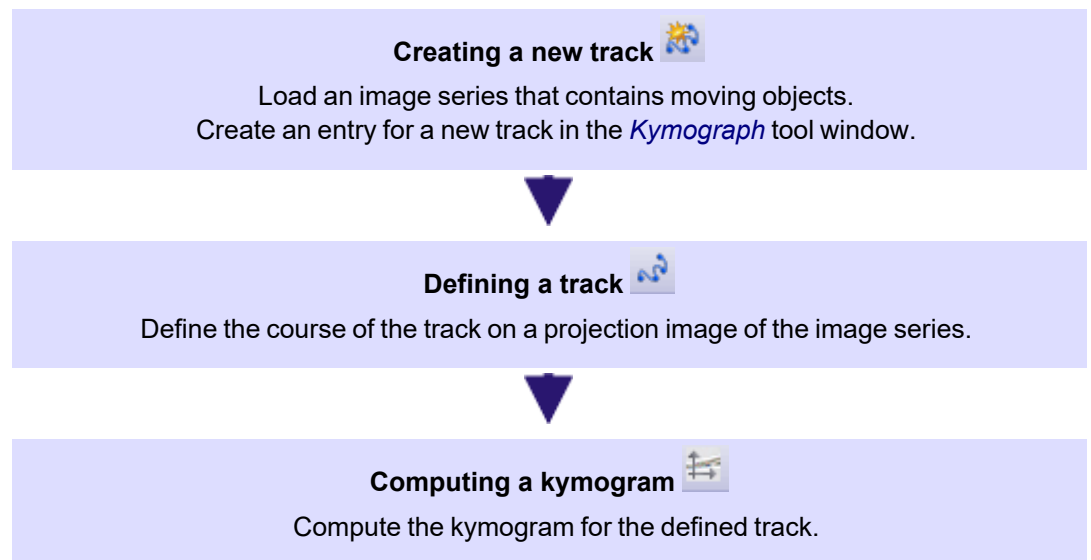 Creating a new track
Load an image series that contains moving objects.
Create an entry for a new track in the Kymograph tool window.
Defining a track
Define the course of the track on a projection image of the image series.
Computing a kymogram
Compute the kymogram for the defined track.